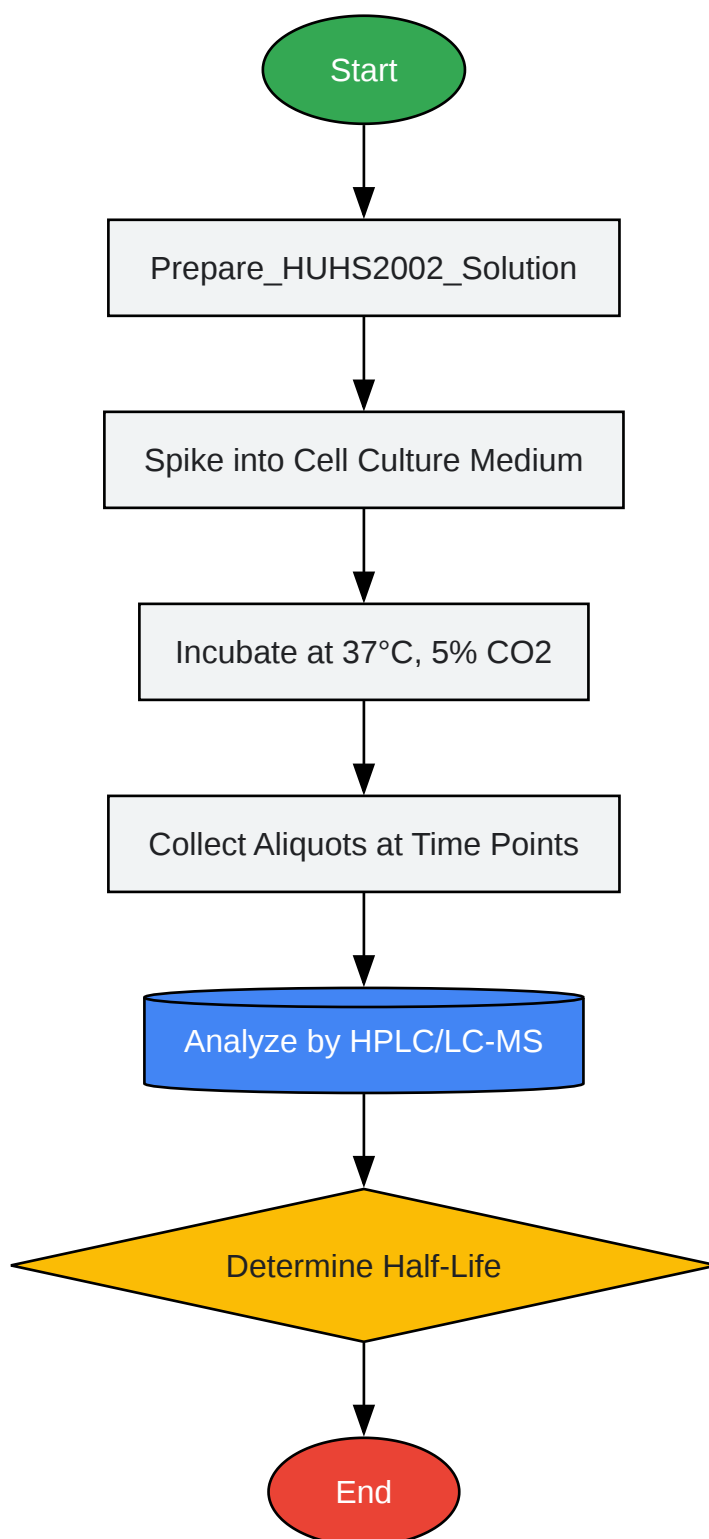 Start
Prepare_HUHS2002_Solution
Spike into Cell Culture Medium
Incubate at 37°C, 5% CO2
Collect Aliquots at Time Points
Analyze by HPLC/LC-MS
Determine Half-Life
End